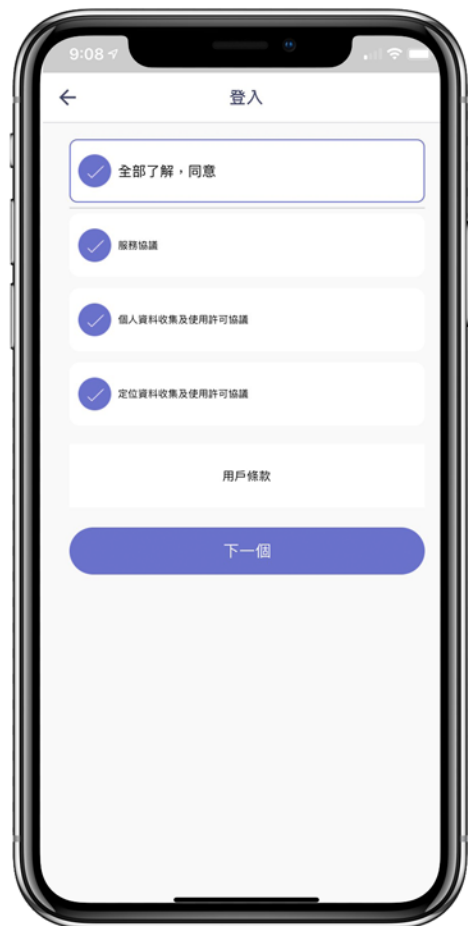 9:08
登入
全部了解，同意
服務協議
個人資料收集及使用許可協議
定位資料收集及使用許可協議
用戶條款
下一個